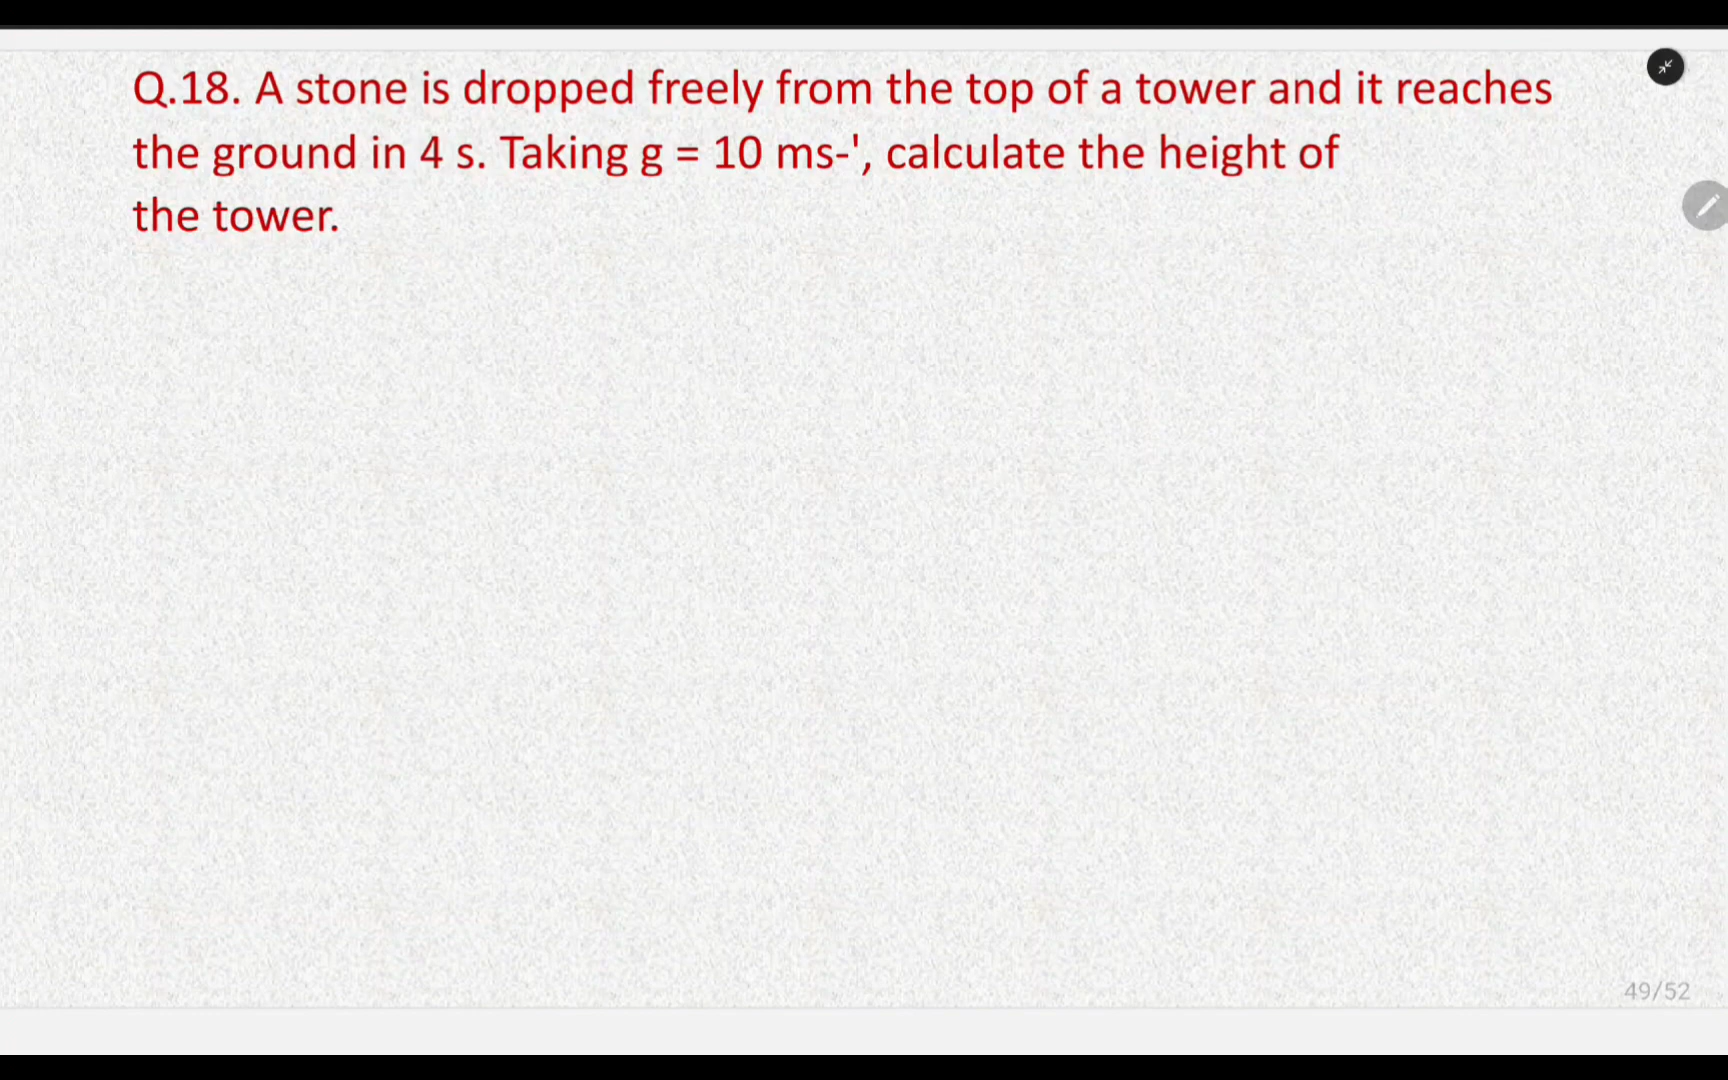 Q.18. A stone is dropped freely from the top of a tower and it reaches
the ground in 4 s. Taking g = 10 ms-', calculate the height of
the tower.
49/52